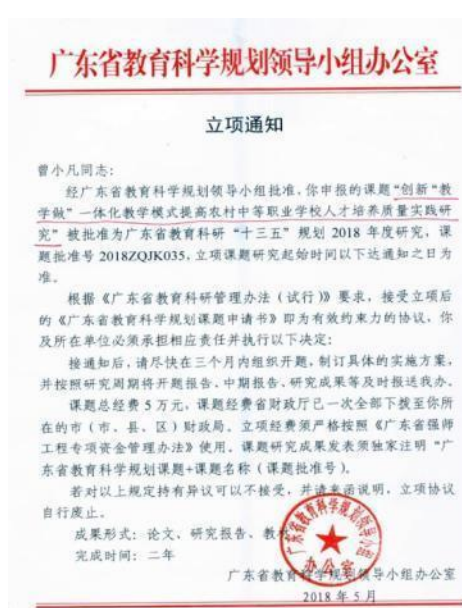 广东省教育科学规划领导小组办公室
立项通知
曾小凡同志：
经广东省教育科学规划领导小组批准，你申报的课题“创新“教
学做”一体化教学模式提高农村中等职业学校人才培养质量实践研
究”被批准为广东省教育科研“十三五”规划 2018 年度研究，课
题批准号 2018ZQJK035，立项课题研究起始时间以下达通知之日为
准。
根据《广东省教育科研管理办法（试行）》要求，接受立项后
的《广东省教育科学规划课题申请书》即为有效约束力的协议，你
及所在单位必须承担相应责任并执行以下决定：
接通知后，请尽快在三个月内组织开题，制订具体的实施方案，
并按照研究周期将开题报告、中期报告、研究成果等及时报送我办。
课题总经费 5 万元，课题经费省财政厅已一次全部下拨至你所
在的市（市、县、区）财政局。立项经费须严格按照《广东省强师
工程专项资金管理办法》使用。课题研究成果发表须独家注明“广
东省教育科学规划课题+课题名称（课题批准号）。
若对以上规定持有异议可以不接受，并请来函说明，立项协议
自行废止。
成果形式：论文、研究报告、教
完成时间：二年
广东省教育科学规划领导小组办公室
2018 年 5 月